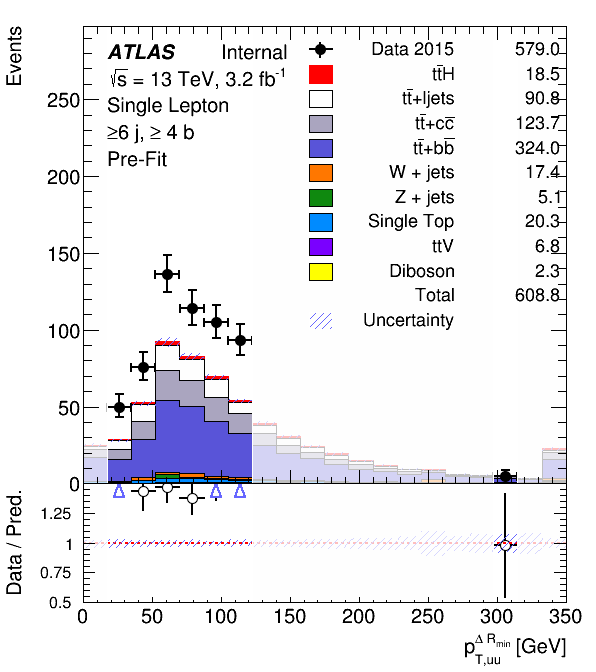 Events
ATLAS Internal
√s = 13 TeV, 3.2 fb⁻¹
Single Lepton
≥6 j, ≥ 4 b
Pre-Fit
Data 2015 579.0
tt̄H 18.5
tt̄+ljets 90.8
tt̄+cc̄ 123.7
tt̄+bb̄ 324.0
W + jets 17.4
Z + jets 5.1
Single Top 20.3
ttV 6.8
Diboson 2.3
Total 608.8
Uncertainty
250
200
150
100
50
0
Data / Pred.
1.25
1
0.75
0.5
0 50 100 150 200 250 300 350
p_{T,uu}^{Δ R_{min}} [GeV]